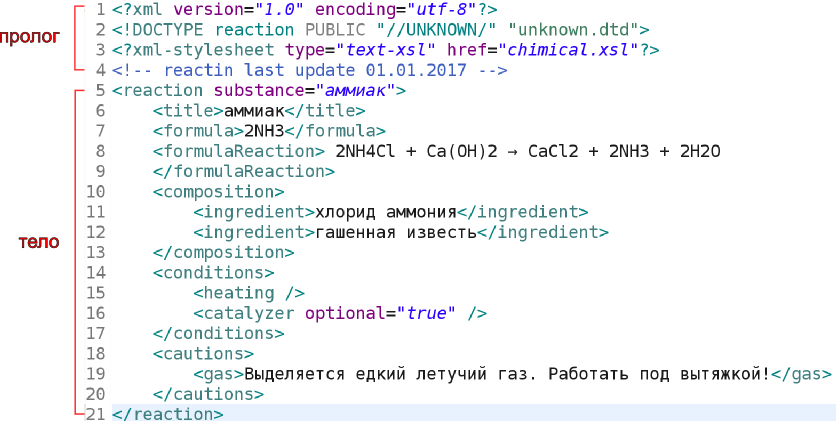 пролог
тело
1 <?xml version="1.0" encoding="utf-8"?>
2 <!DOCTYPE reaction PUBLIC "//UNKNOWN/" "unknown.dtd">
3 <?xml-stylesheet type="text-xsl" href="chimical.xsl"?>
4 <!-- reactin last update 01.01.2017 -->
5 <reaction substance="аммиак">
6     <title>аммиак</title>
7     <formula>2NH3</formula>
8     <formulaReaction> 2NH4Cl + Ca(OH)2 → CaCl2 + 2NH3 + 2H2O
9     </formulaReaction>
10     <composition>
11         <ingredient>хлорид аммония</ingredient>
12         <ingredient>гашенная известь</ingredient>
13     </composition>
14     <conditions>
15         <heating />
16         <catalyzer optional="true" />
17     </conditions>
18     <cautions>
19         <gas>Выделяется едкий летучий газ. Работать под вытяжкой!</gas>
20     </cautions>
21 </reaction>